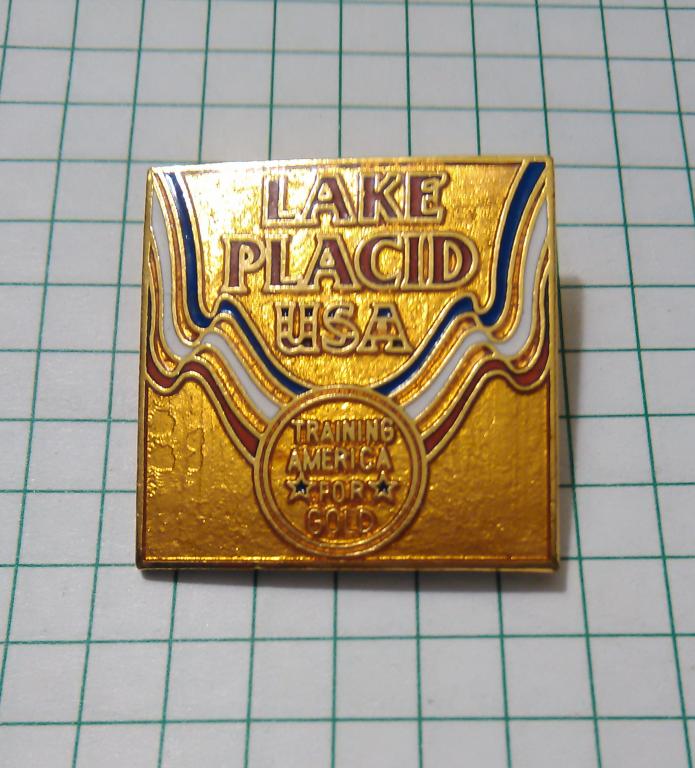 LAKE
PLACID
USA
TRAINING
AMERICA
FOR
GOLD